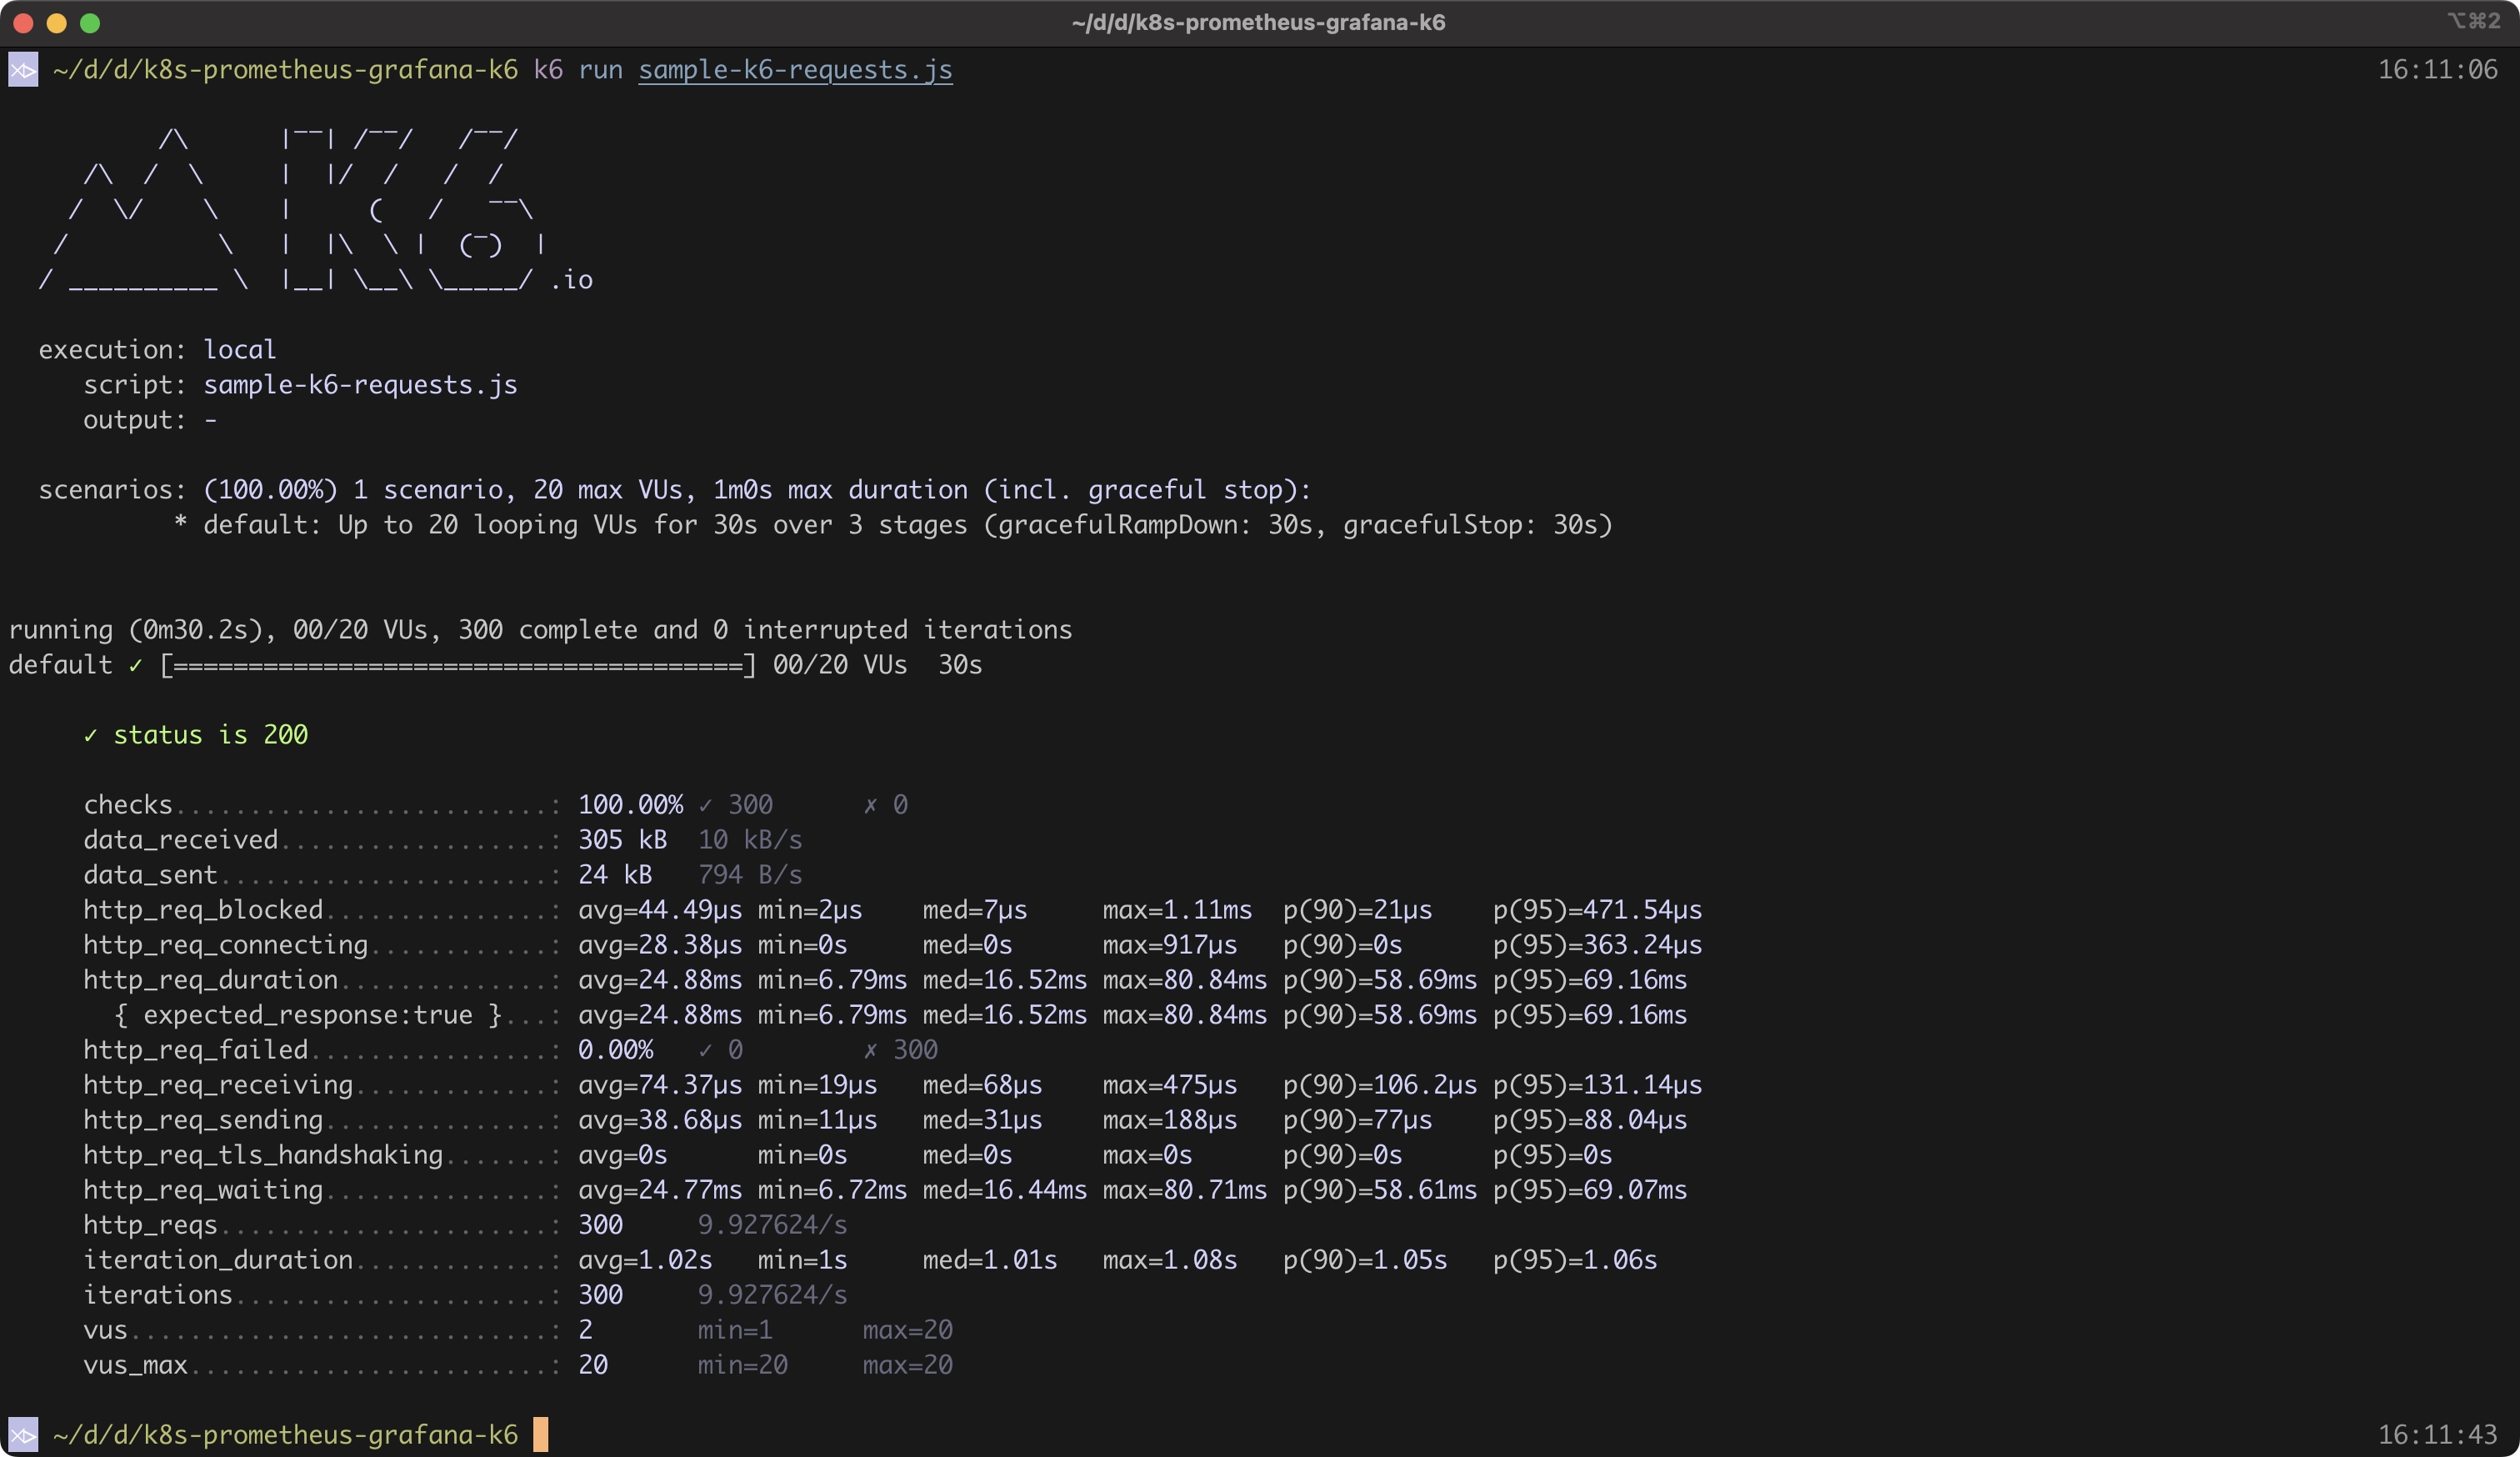 ~/d/d/k8s-prometheus-grafana-k6
⌥⌘2
~/d/d/k8s-prometheus-grafana-k6 k6 run sample-k6-requests.js 16:11:06
          /\      |‾‾| /‾‾/   /‾‾/
     /\  /  \     |  |/  /   /  /
    /  \/    \    |     (   /   ‾‾\
   /          \   |  |\  \ |  (‾)  |
  / __________ \  |__| \__\ \_____/ .io
execution: local
script: sample-k6-requests.js
output: -
scenarios: (100.00%) 1 scenario, 20 max VUs, 1m0s max duration (incl. graceful stop):
* default: Up to 20 looping VUs for 30s over 3 stages (gracefulRampDown: 30s, gracefulStop: 30s)
running (0m30.2s), 00/20 VUs, 300 complete and 0 interrupted iterations
default ✓ [======================================] 00/20 VUs  30s
✓ status is 200
checks.........................: 100.00% ✓ 300      ✗ 0
data_received..................: 305 kB  10 kB/s
data_sent......................: 24 kB   794 B/s
http_req_blocked...............: avg=44.49µs min=2µs    med=7µs     max=1.11ms  p(90)=21µs    p(95)=471.54µs
http_req_connecting............: avg=28.38µs min=0s     med=0s      max=917µs   p(90)=0s      p(95)=363.24µs
http_req_duration..............: avg=24.88ms min=6.79ms med=16.52ms max=80.84ms p(90)=58.69ms p(95)=69.16ms
{ expected_response:true }...: avg=24.88ms min=6.79ms med=16.52ms max=80.84ms p(90)=58.69ms p(95)=69.16ms
http_req_failed................: 0.00%   ✓ 0        ✗ 300
http_req_receiving.............: avg=74.37µs min=19µs   med=68µs    max=475µs   p(90)=106.2µs p(95)=131.14µs
http_req_sending...............: avg=38.68µs min=11µs   med=31µs    max=188µs   p(90)=77µs    p(95)=88.04µs
http_req_tls_handshaking.......: avg=0s      min=0s     med=0s      max=0s      p(90)=0s      p(95)=0s
http_req_waiting...............: avg=24.77ms min=6.72ms med=16.44ms max=80.71ms p(90)=58.61ms p(95)=69.07ms
http_reqs......................: 300     9.927624/s
iteration_duration.............: avg=1.02s   min=1s     med=1.01s   max=1.08s   p(90)=1.05s   p(95)=1.06s
iterations.....................: 300     9.927624/s
vus............................: 2       min=1      max=20
vus_max........................: 20      min=20     max=20
~/d/d/k8s-prometheus-grafana-k6 16:11:43